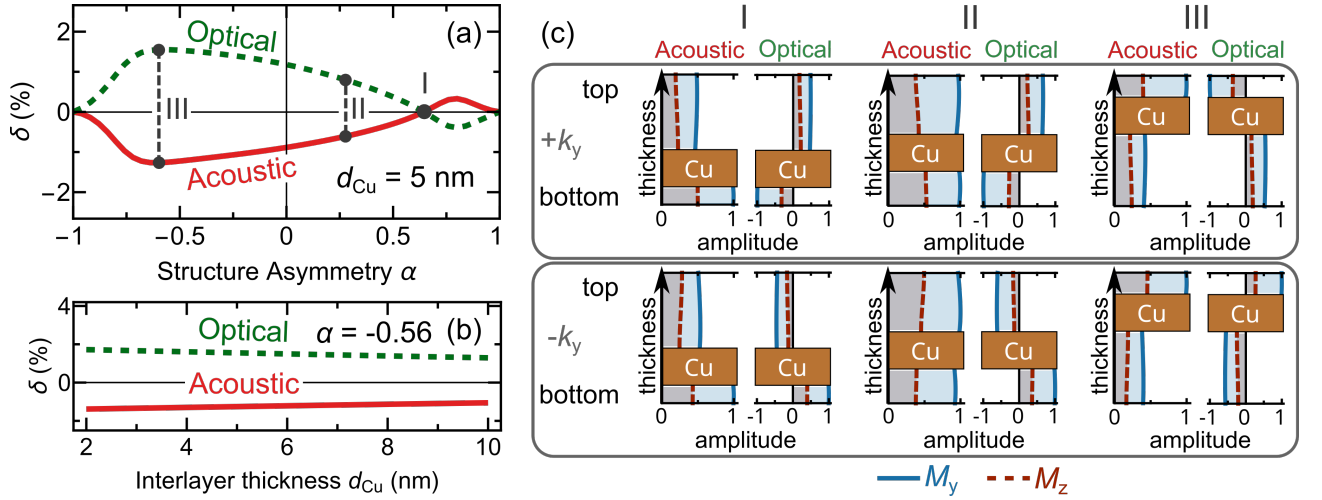 (a)
2
0
−2
δ (%)
Optical
Acoustic
I
II
III
d_Cu = 5 nm
−1 −0.5 0 0.5 1
Structure Asymmetry α
(b)
4
0
δ (%)
Optical α = -0.56
Acoustic
2 4 6 8 10
Interlayer thickness d_Cu (nm)
(c)
I II III
Acoustic Optical Acoustic Optical Acoustic Optical
top
+k_y
bottom
thickness thickness thickness
Cu Cu Cu Cu Cu Cu
0 1 -1 0 1 0 1 -1 0 1 0 1 -1 0 1
amplitude amplitude amplitude
top
-k_y
bottom
thickness thickness thickness
Cu Cu Cu Cu Cu Cu
0 1 -1 0 1 0 1 -1 0 1 0 1 -1 0 1
amplitude amplitude amplitude
M_y M_z